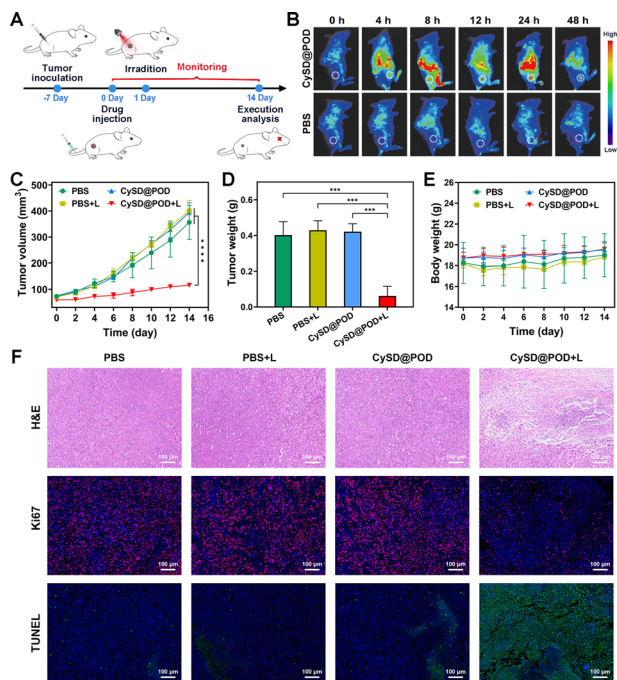 A
Tumor
inoculation
Irradition
Monitoring
-7 Day
0 Day
1 Day
14 Day
Drug
injection
Execution
analysis
B
0 h
4 h
8 h
12 h
24 h
48 h
CySD@POD
PBS
High
Low
C
PBS
CySD@POD
PBS+L
CySD@POD+L
Tumor volume (mm³)
500
400
300
200
100
****
0
2
4
6
8
10
12
14
16
Time (day)
D
Tumor weight (g)
0.8
0.6
0.4
0.2
0.0
***
***
***
PBS
PBS+L
CySD@POD
CySD@POD+L
E
PBS
CySD@POD
PBS+L
CySD@POD+L
Body weight (g)
26
24
22
20
18
16
14
0
2
4
6
8
10
12
14
Time (day)
F
PBS
PBS+L
CySD@POD
CySD@POD+L
H&E
100 μm
100 μm
100 μm
100 μm
Ki67
100 μm
100 μm
100 μm
100 μm
TUNEL
100 μm
100 μm
100 μm
100 μm